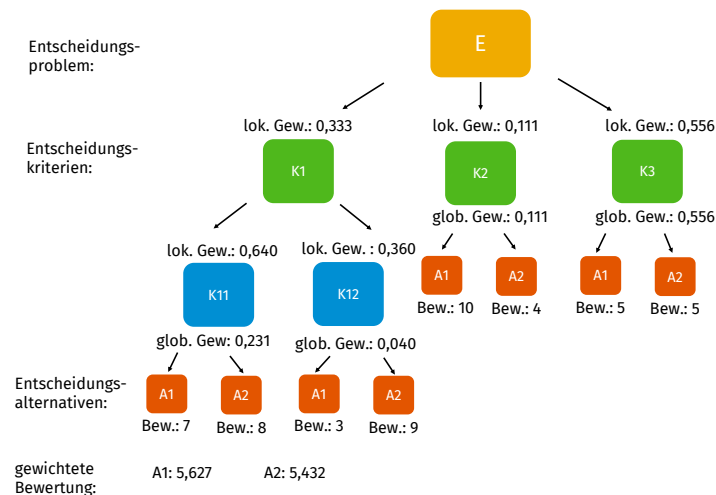 Entscheidungs-
problem:
E
lok. Gew.: 0,333
lok. Gew.: 0,111
lok. Gew.: 0,556
Entscheidungs-
kriterien:
K1
K2
K3
glob. Gew.: 0,111
glob. Gew.: 0,556
lok. Gew.: 0,640
lok. Gew. : 0,360
A1
A2
A1
A2
Bew.: 10
Bew.: 4
Bew.: 5
Bew.: 5
K11
K12
glob. Gew: 0,231
glob. Gew.: 0,040
Entscheidungs-
alternativen:
A1
A2
A1
A2
Bew.: 7
Bew.: 8
Bew.: 3
Bew.: 9
gewichtete
Bewertung:
A1: 5,627
A2: 5,432